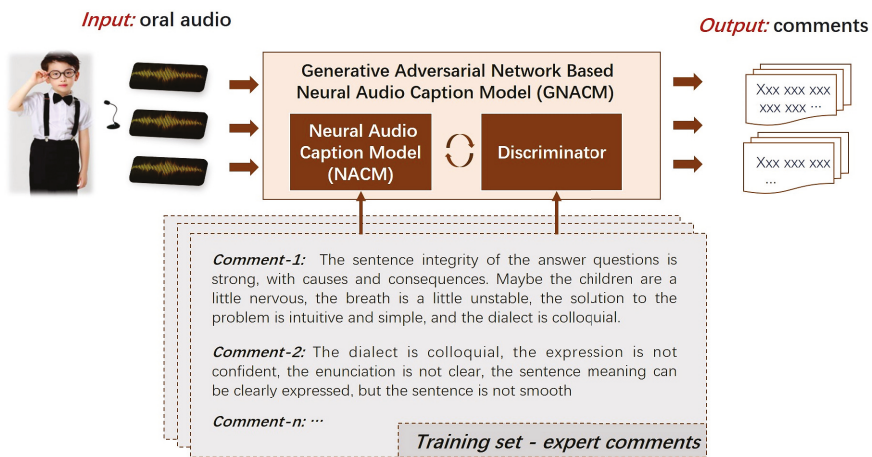 Input: oral audio
Output: comments
Generative Adversarial Network Based
Neural Audio Caption Model (GNACM)
Neural Audio
Caption Model
(NACM)
Discriminator
Xxx xxx xxx
xxx xxx ···
Xxx xxx xxx
...
Comment-1: The sentence integrity of the answer questions is
strong, with causes and consequences. Maybe the children are a
little nervous, the breath is a little unstable, the solution to the
problem is intuitive and simple, and the dialect is colloquial.
Comment-2: The dialect is colloquial, the expression is not
confident, the enunciation is not clear, the sentence meaning can
be clearly expressed, but the sentence is not smooth
Comment-n: ···
Training set - expert comments